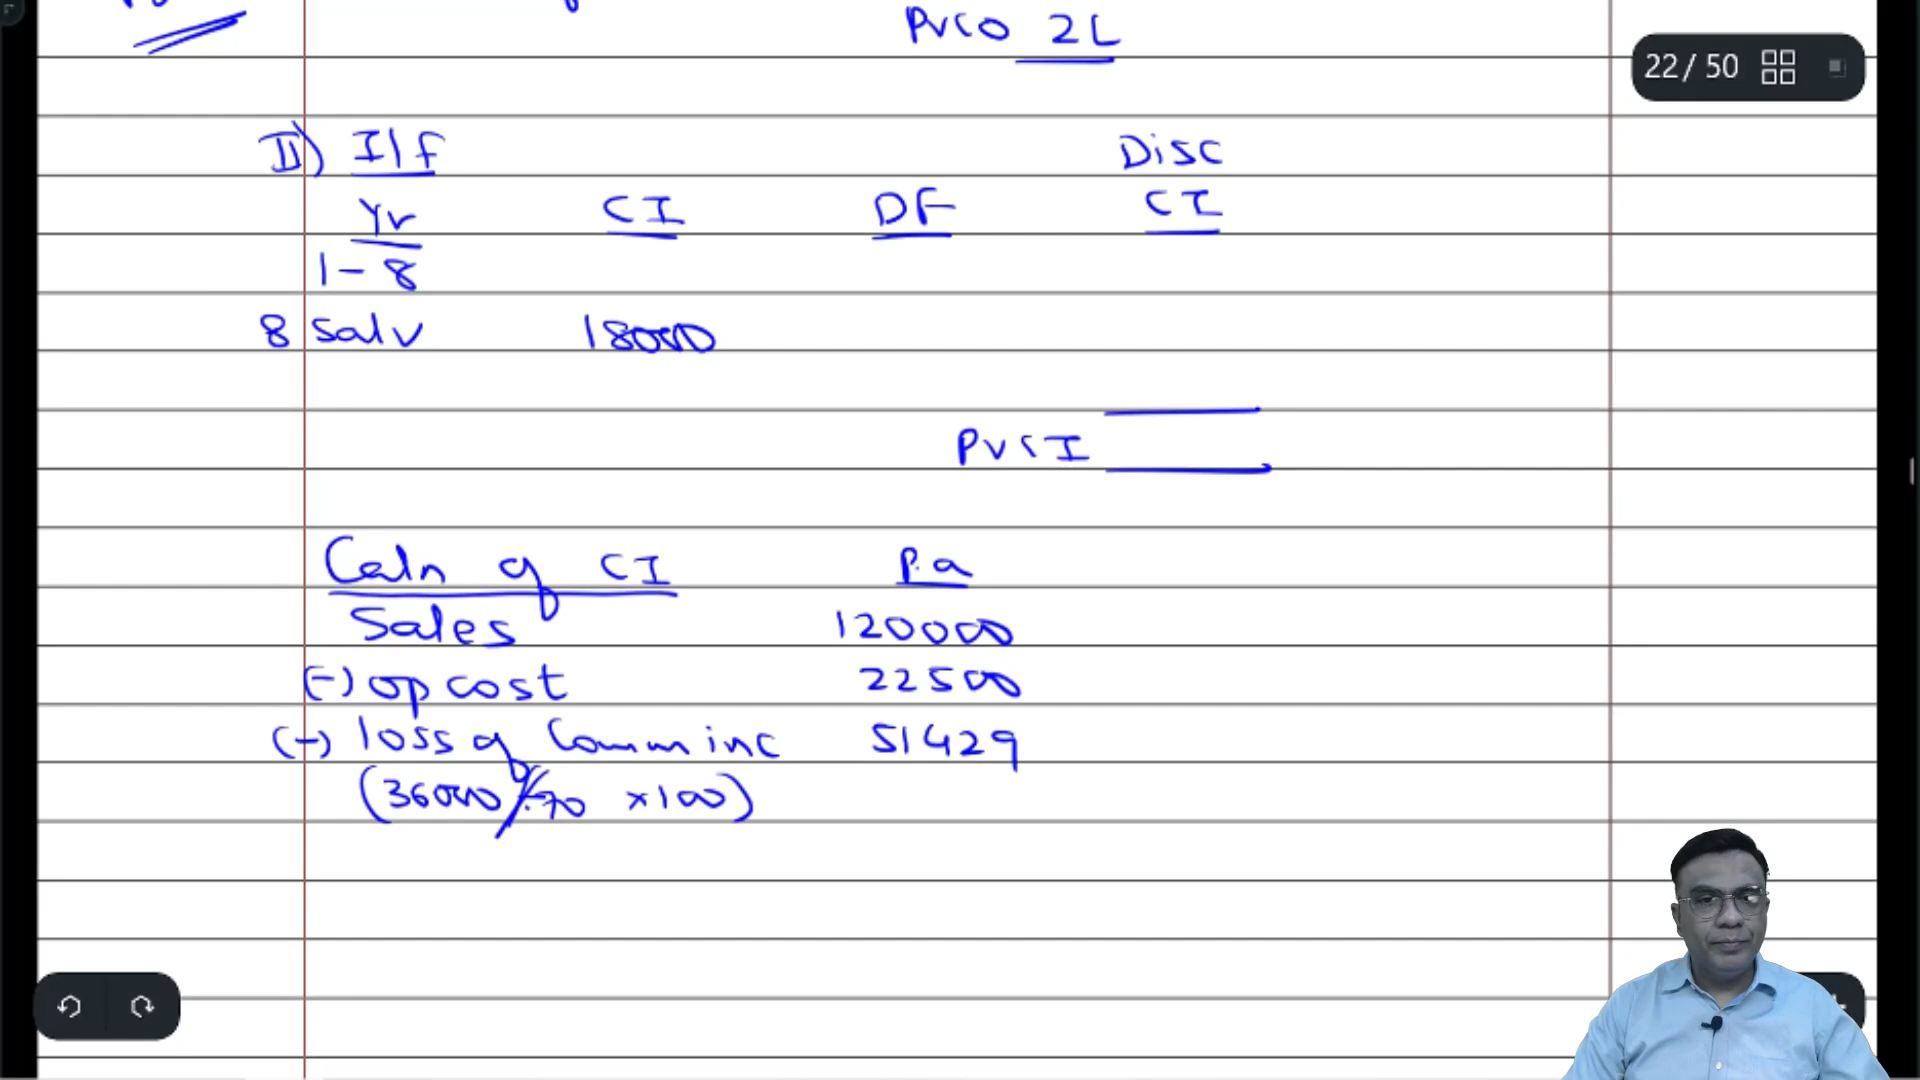 PVCO 2L
22/ 50
II) I/f
Disc
Yr CI DF CI
1-8
8 Salv 18000
PVCI
Caln of CI P.a
Sales 120000
(-) op cost 22500
(-) loss of Comm inc 51429
(36000/.70 x100)